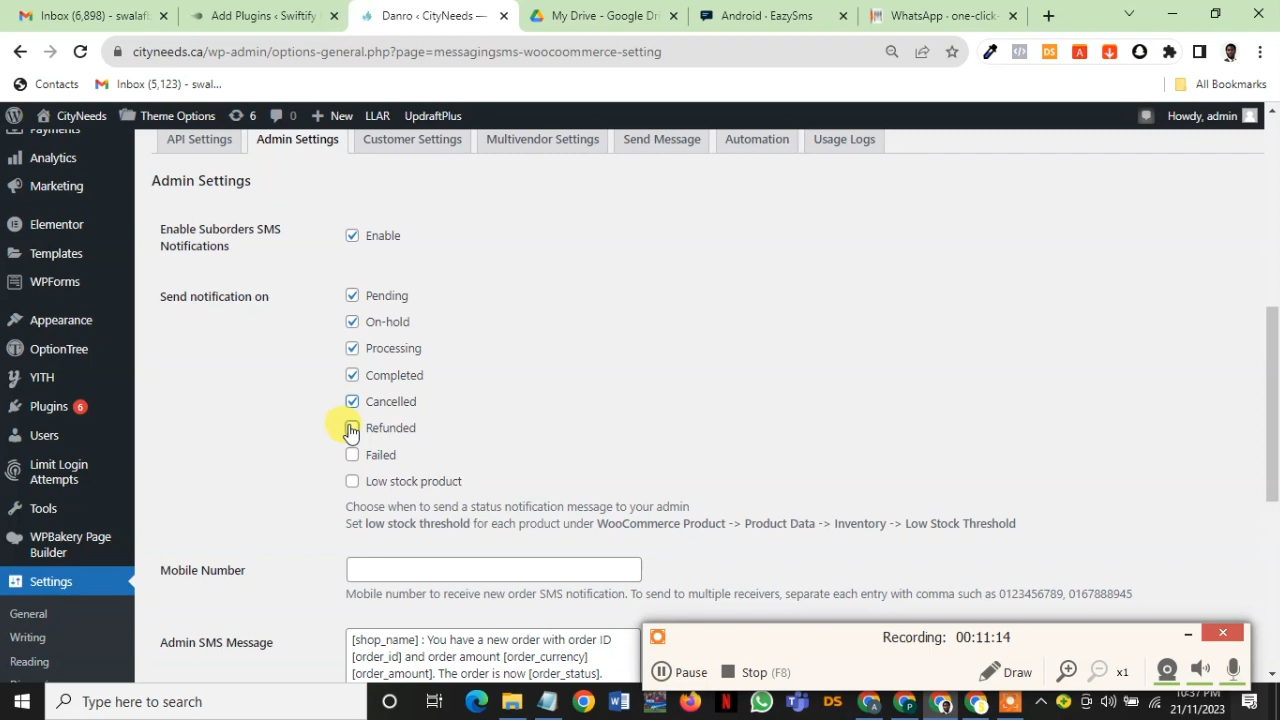 Inbox (6,898) - swalafi
Add Plugins ‹ Swiftify
Danro ‹ CityNeeds —
My Drive - Google Dri
Android · EazySms
WhatsApp · one-click-
cityneeds.ca/wp-admin/options-general.php?page=messagingsms-woocoommerce-setting
Contacts
Inbox (5,123) - swal...
All Bookmarks
CityNeeds
Theme Options
6
0
New
LLAR
UpdraftPlus
Howdy, admin
Payments
Analytics
Marketing
Elementor
Templates
WPForms
Appearance
OptionTree
YITH
Plugins 6
Users
Limit Login
Attempts
Tools
WPBakery Page
Builder
Settings
General
Writing
Reading
API Settings
Admin Settings
Customer Settings
Multivendor Settings
Send Message
Automation
Usage Logs
Admin Settings
Enable Suborders SMS
Notifications
Enable
Send notification on
Pending
On-hold
Processing
Completed
Cancelled
Refunded
Failed
Low stock product
Choose when to send a status notification message to your admin
Set low stock threshold for each product under WooCommerce Product -> Product Data -> Inventory -> Low Stock Threshold
Mobile Number
Mobile number to receive new order SMS notification. To send to multiple receivers, separate each entry with comma such as 0123456789, 0167888945
Admin SMS Message
[shop_name] : You have a new order with order ID
[order_id] and order amount [order_currency]
[order_amount]. The order is now [order_status].
Recording: 00:11:14
Pause
Stop (F8)
Draw
x1
Type here to search
DS
10:37 PM
21/11/2023